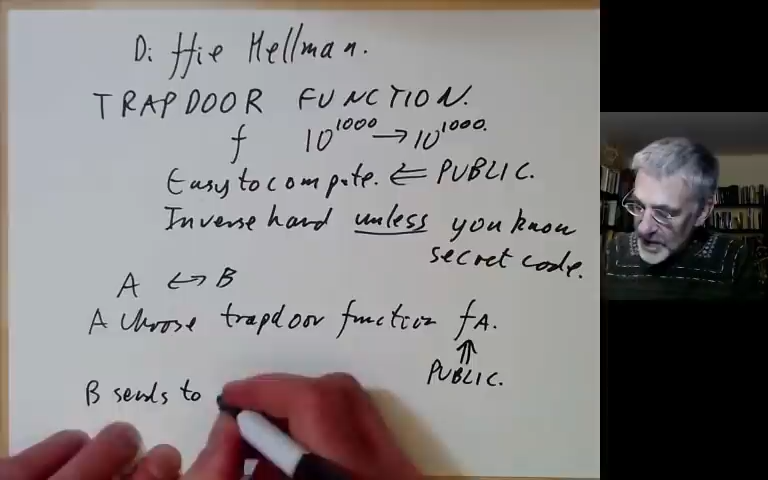 Diffie Hellman.
TRAPDOOR FUNCTION.
f 10^1000 → 10^1000.
Easy to compute. ⇐ PUBLIC.
Inverse hard unless you know
secret code.
A ↔ B
A Choose trapdoor function fA.
⇑
PUBLIC.
B sends to